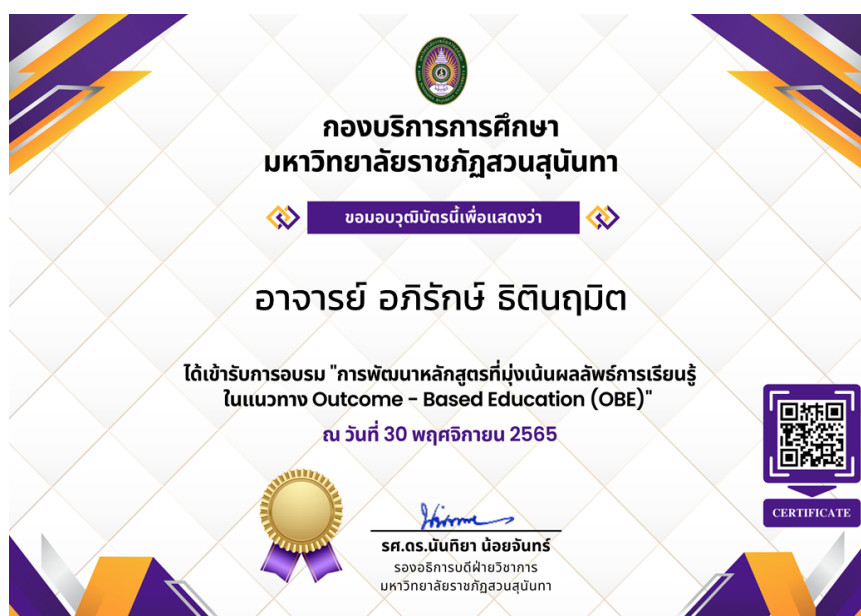 กองบริการการศึกษา
มหาวิทยาลัยราชภัฏสวนสุนันทา
ขอมอบวุฒิบัตรนี้เพื่อแสดงว่า
อาจารย์ อภิรักษ์ ธิตินฤมิต
ได้เข้ารับการอบรม "การพัฒนาหลักสูตรที่มุ่งเน้นผลลัพธ์การเรียนรู้
ในแนวทาง Outcome – Based Education (OBE)"
ณ วันที่ 30 พฤศจิกายน 2565
CERTIFICATE
รศ.ดร.นันทิยา น้อยจันทร์
รองอธิการบดีฝ่ายวิชาการ
มหาวิทยาลัยราชภัฏสวนสุนันทา